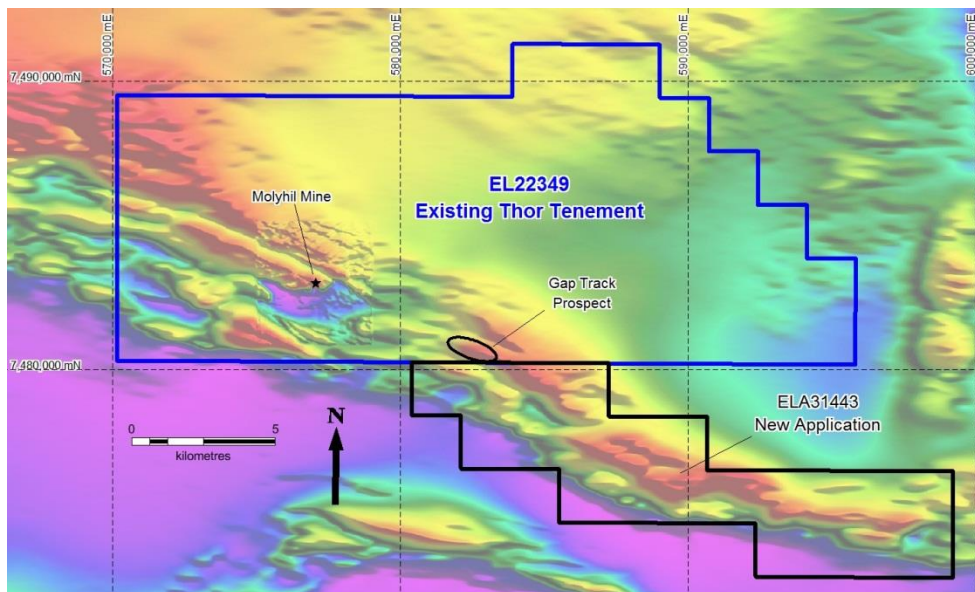 570,000 mE
580,000 mE
590,000 mE
600,000 mE
7,490,000 mN
EL22349
Existing Thor Tenement
Molyhil Mine
Gap Track
Prospect
7,480,000 mN
ELA31443
New Application
N
0
5
kilometres